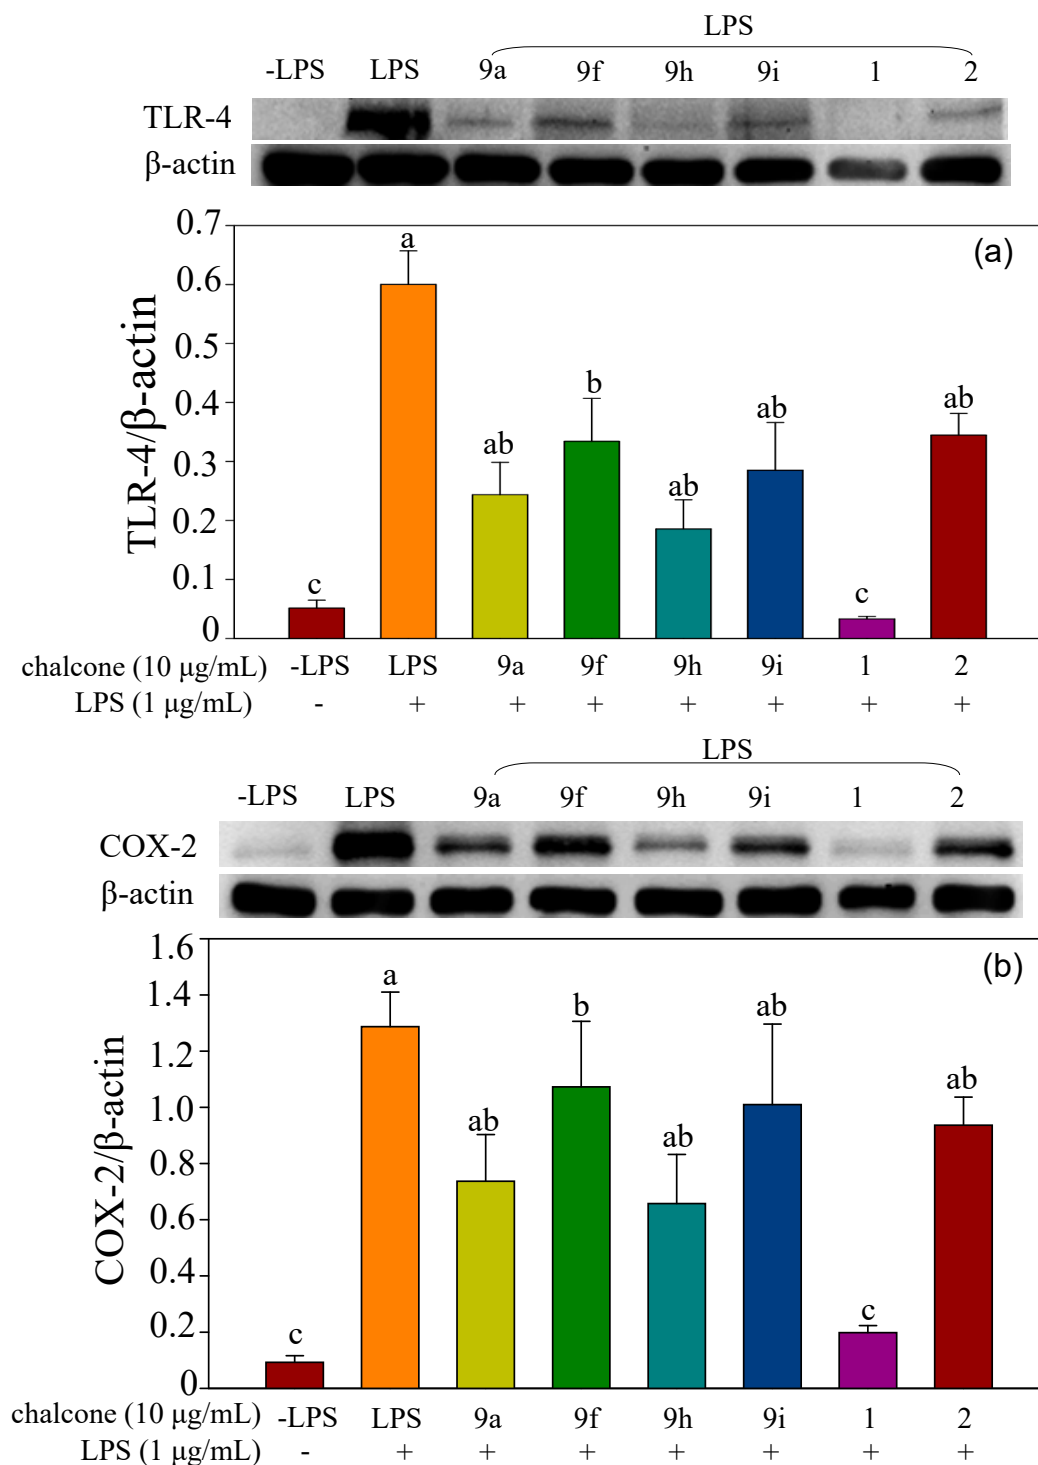 LPS
-LPS LPS 9a 9f 9h 9i 1 2
TLR-4
β-actin
(a)
0.7
0.6
0.5
0.4
0.3
0.2
0.1
0
TLR-4/β-actin
c a ab b ab ab c ab
chalcone (10 μg/mL) -LPS LPS 9a 9f 9h 9i 1 2
LPS (1 μg/mL) - + + + + + + +
LPS
-LPS LPS 9a 9f 9h 9i 1 2
COX-2
β-actin
(b)
1.6
1.4
1.2
1.0
0.8
0.6
0.4
0.2
0
COX-2/β-actin
c a ab b ab ab c ab
chalcone (10 μg/mL) -LPS LPS 9a 9f 9h 9i 1 2
LPS (1 μg/mL) - + + + + + + +